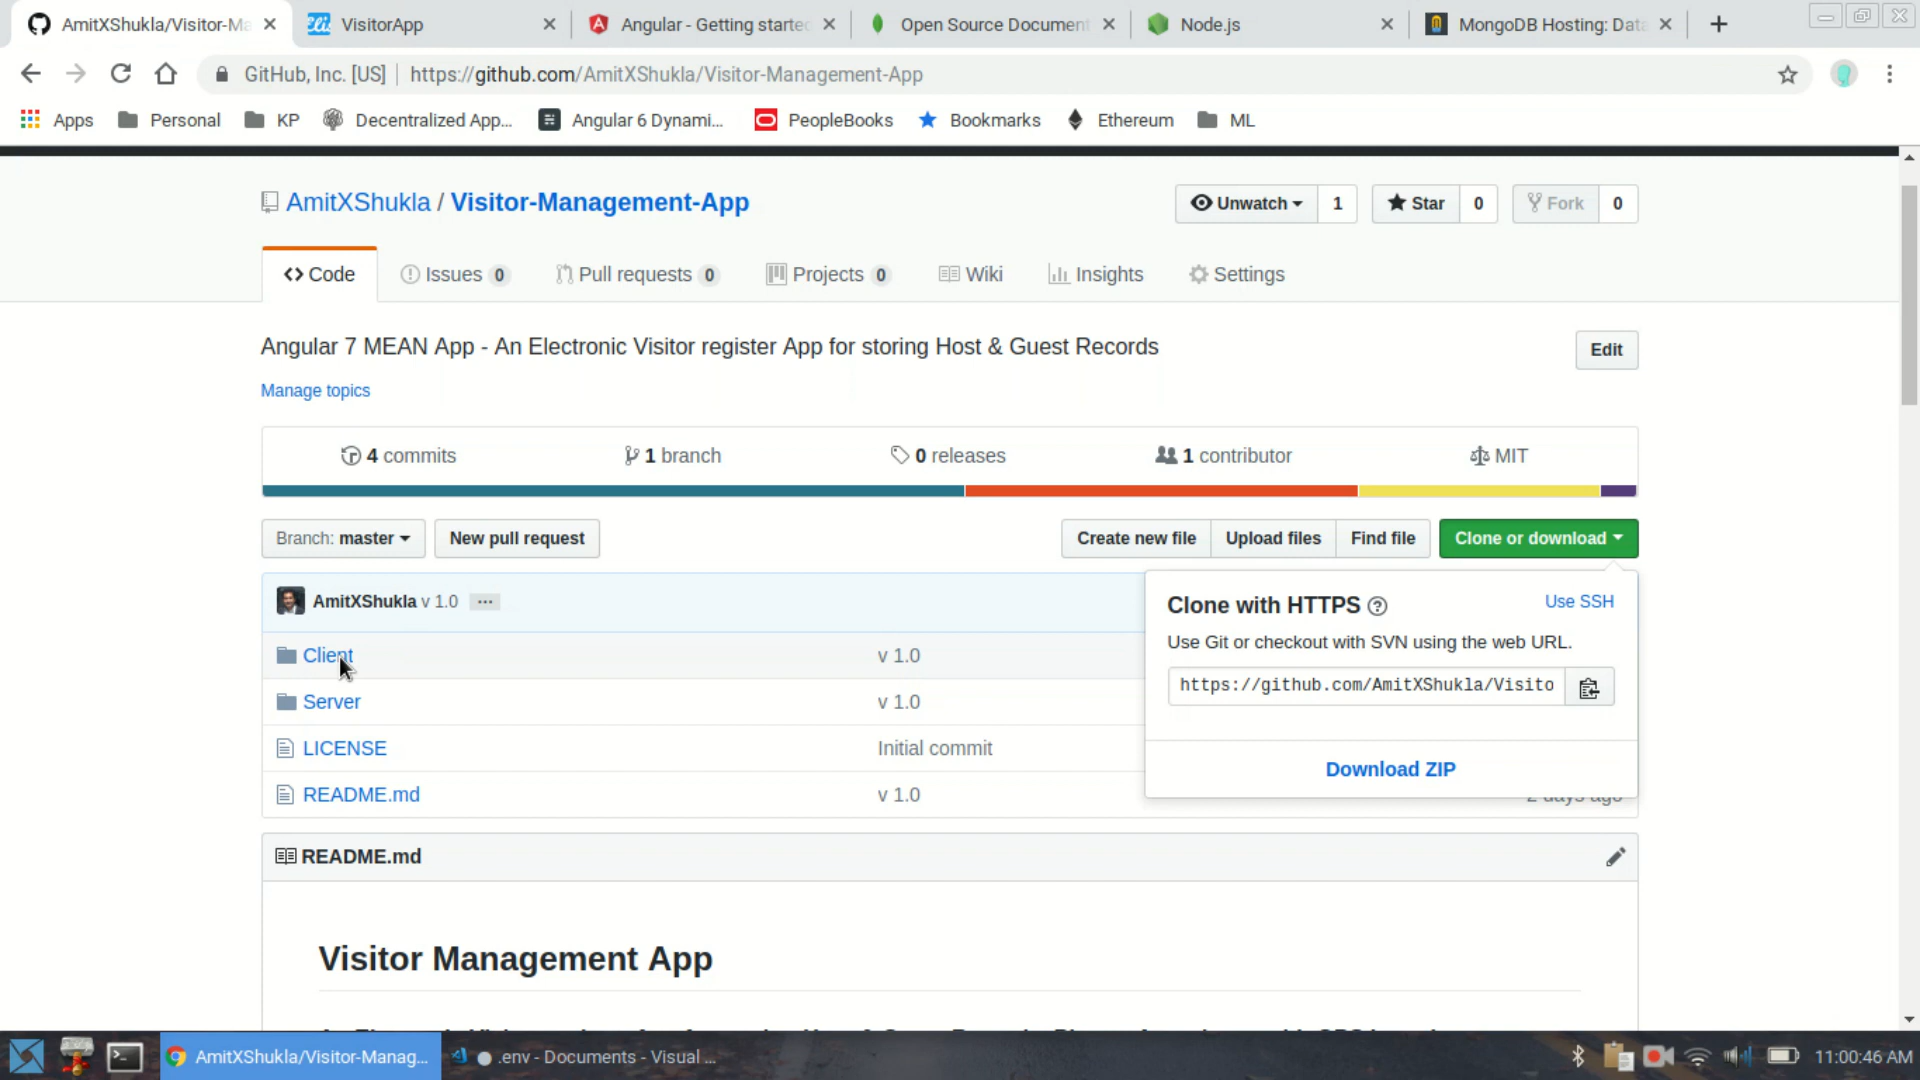 AmitXShukla/Visitor-Ma
VisitorApp
Angular - Getting started
Open Source Document
Node.js
MongoDB Hosting: Data
GitHub, Inc. [US] | https://github.com/AmitXShukla/Visitor-Management-App
Apps
Personal
KP
Decentralized App...
Angular 6 Dynami...
PeopleBooks
Bookmarks
Ethereum
ML
AmitXShukla / Visitor-Management-App
Unwatch 1
Star 0
Fork 0
Code
Issues 0
Pull requests 0
Projects 0
Wiki
Insights
Settings
Angular 7 MEAN App - An Electronic Visitor register App for storing Host & Guest Records
Edit
Manage topics
4 commits
1 branch
0 releases
1 contributor
MIT
Branch: master
New pull request
Create new file
Upload files
Find file
Clone or download
AmitXShukla v 1.0 ...
Clone with HTTPS ?
Use SSH
Use Git or checkout with SVN using the web URL.
https://github.com/AmitXShukla/Visito
Download ZIP
Client v 1.0
Server v 1.0
LICENSE Initial commit
README.md v 1.0
2 days ago
README.md
Visitor Management App
AmitXShukla/Visitor-Manag...
.env - Documents - Visual ...
11:00:46 AM